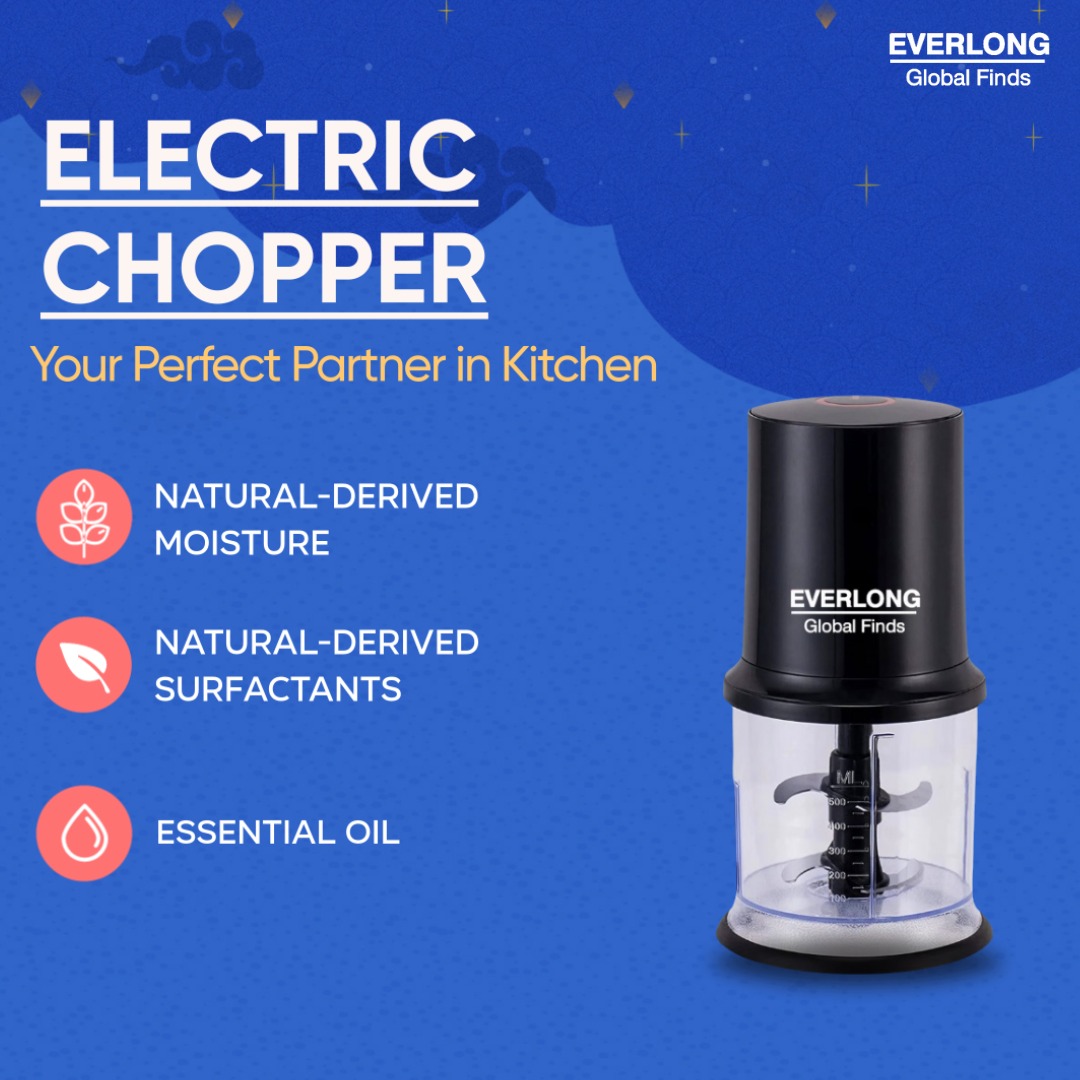 EVERLONG
Global Finds
ELECTRIC
CHOPPER
Your Perfect Partner in Kitchen
NATURAL-DERIVED
MOISTURE
NATURAL-DERIVED
SURFACTANTS
ESSENTIAL OIL
EVERLONG
Global Finds
ML
500
400
300
200
100